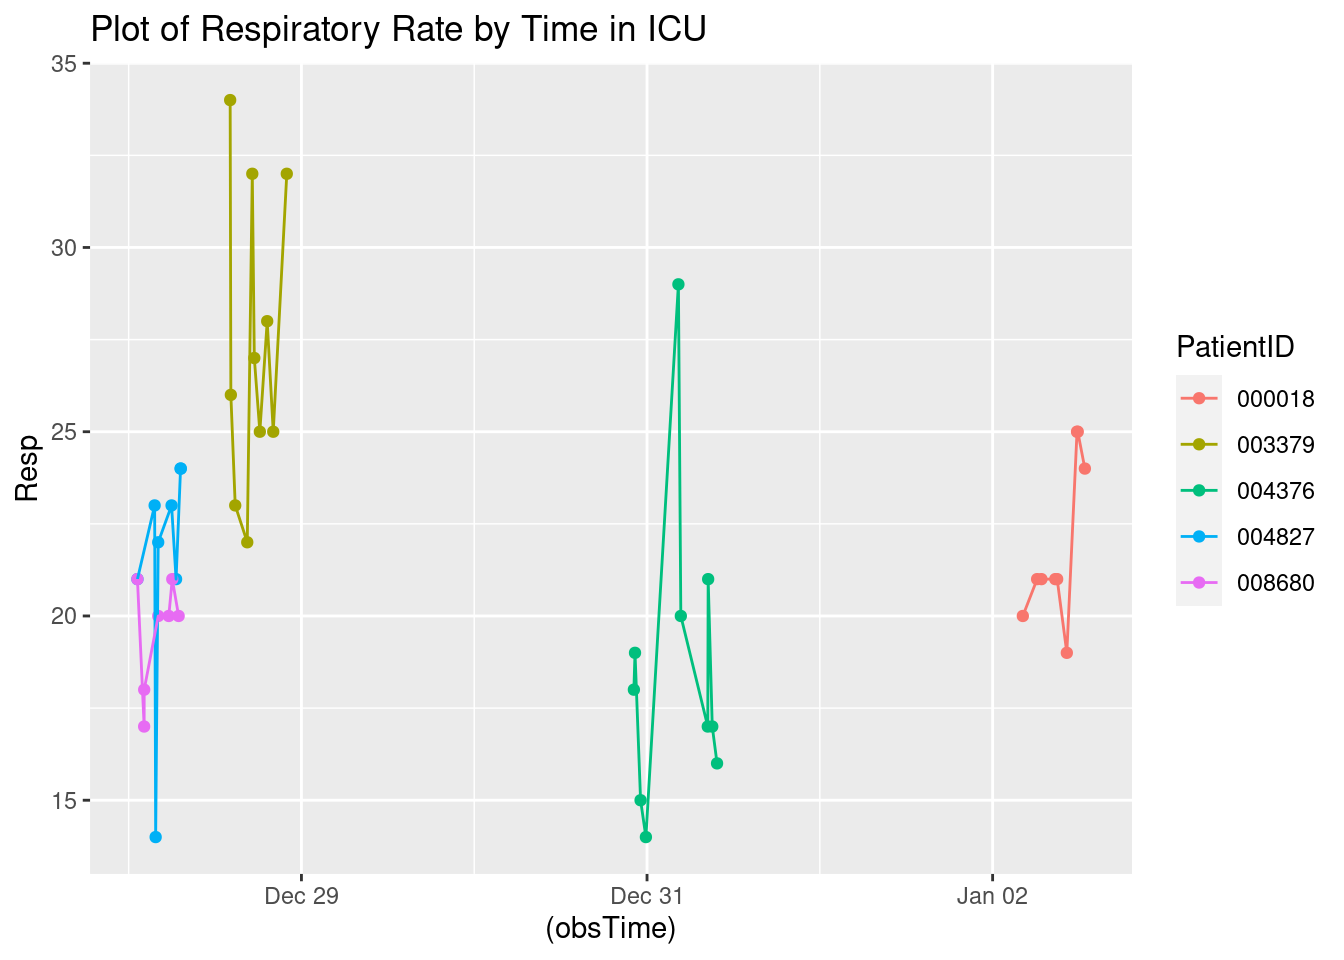 Plot of Respiratory Rate by Time in ICU
35
30
25
20
15
Resp
Dec 29
Dec 31
Jan 02
(obsTime)
PatientID
000018
003379
004376
004827
008680